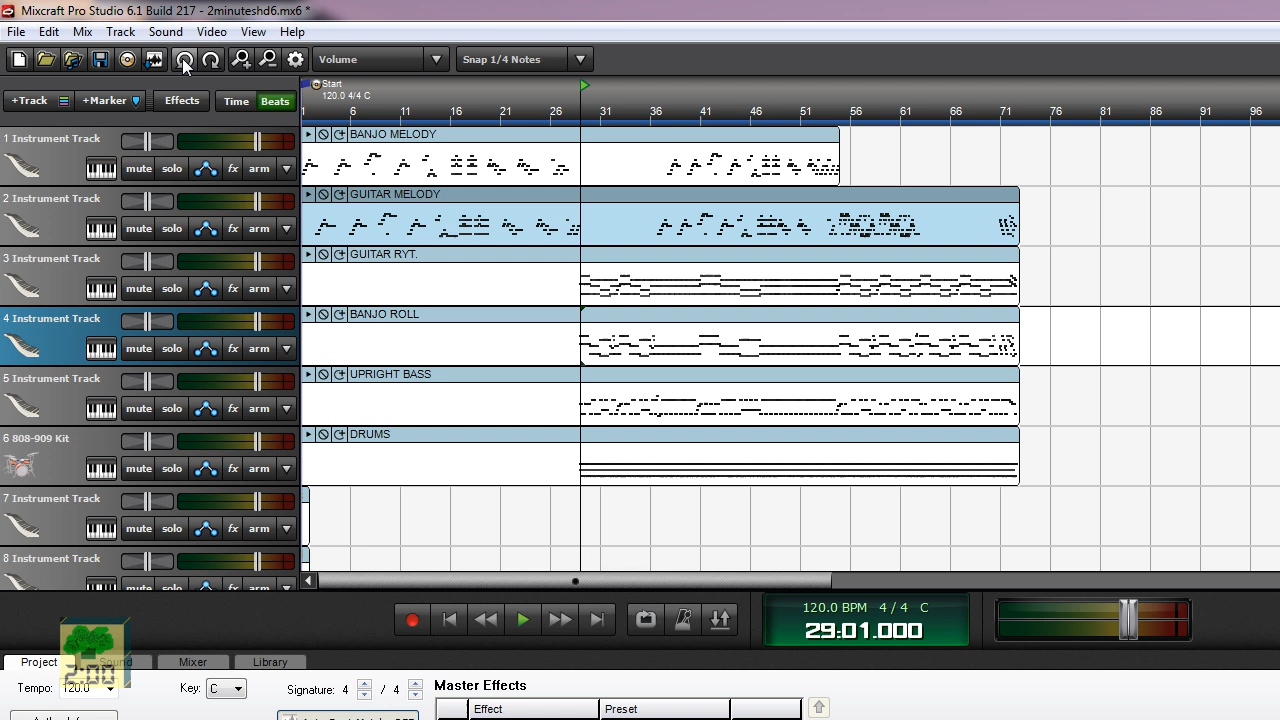 Mixcraft Pro Studio 6.1 Build 217 - 2minuteshd6.mx6 *
File Edit Mix Track Sound Video View Help
Volume Snap 1/4 Notes
Start
120.0 4/4 C
+Track +Marker Effects Time Beats
1 6 11 16 21 26 31 36 41 46 51 56 61 66 71 76 81 86 91 96
1 Instrument Track
BANJO MELODY
mute solo fx arm
2 Instrument Track
GUITAR MELODY
mute solo fx arm
3 Instrument Track
GUITAR RYT.
mute solo fx arm
4 Instrument Track
BANJO ROLL
mute solo fx arm
5 Instrument Track
UPRIGHT BASS
mute solo fx arm
6 808-909 Kit
DRUMS
mute solo fx arm
7 Instrument Track
mute solo fx arm
8 Instrument Track
mute solo fx arm
120.0 BPM 4 / 4 C
29:01.000
Project Sound Mixer Library
2:00
Tempo: 120.0 Key: C Signature: 4 / 4 Master Effects
Effect Preset